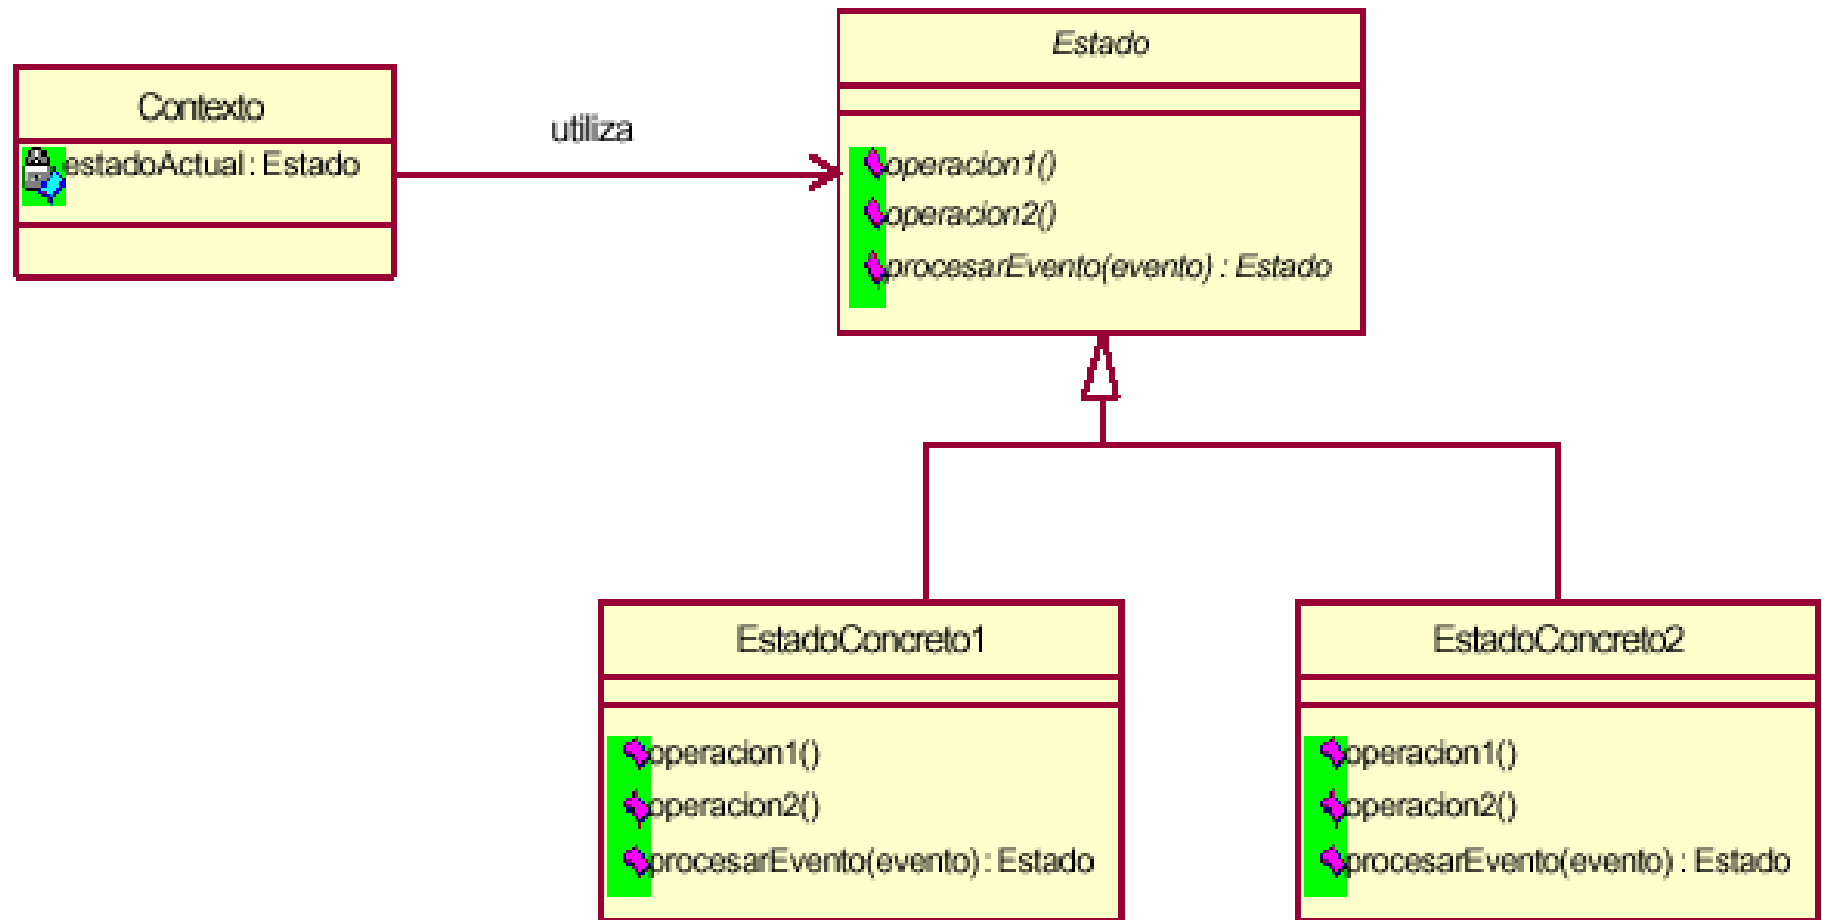 Contexto
estadoActual : Estado
utiliza
Estado
operacion1()
operacion2()
procesarEvento(evento) : Estado
EstadoConcreto1
operacion1()
operacion2()
procesarEvento(evento) : Estado
EstadoConcreto2
operacion1()
operacion2()
procesarEvento(evento) : Estado